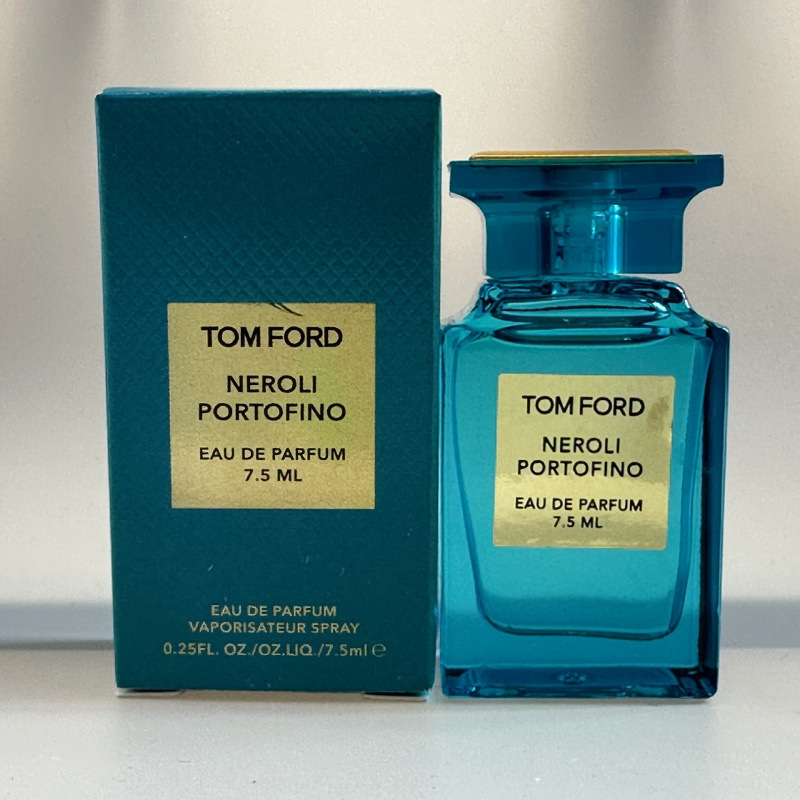 TOM FORD
NEROLI
PORTOFINO
EAU DE PARFUM
7.5 ML
EAU DE PARFUM
VAPORISATEUR SPRAY
0.25FL. OZ./OZ.LIQ./7.5ml ℮
TOM FORD
NEROLI
PORTOFINO
EAU DE PARFUM
7.5 ML